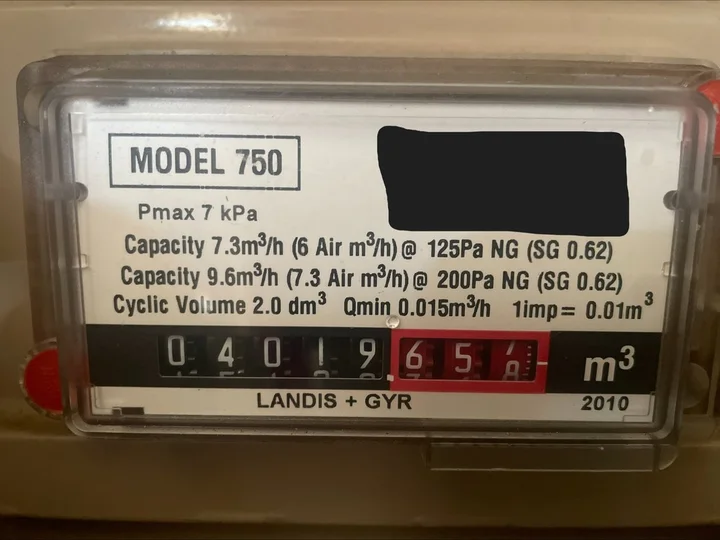 MODEL 750
Pmax 7 kPa
Capacity 7.3m³/h (6 Air m³/h) @ 125Pa NG (SG 0.62)
Capacity 9.6m³/h (7.3 Air m³/h) @ 200Pa NG (SG 0.62)
Cyclic Volume 2.0 dm³ Qmin 0.015m³/h 1imp= 0.01m³
0 4 0 1 9 6 5 7 m³
LANDIS + GYR 2010